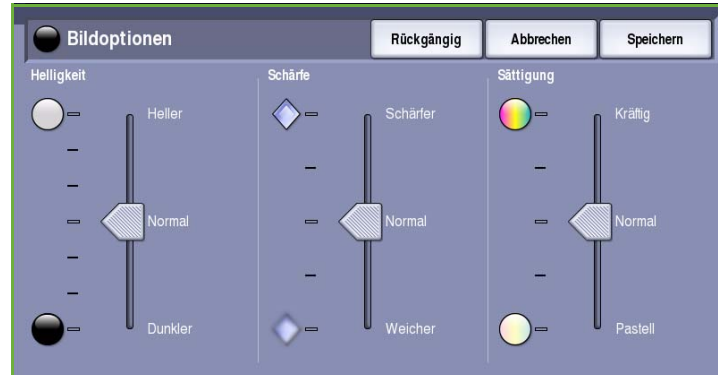 Bildoptionen
Rückgängig
Abbrechen
Speichern
Helligkeit
Heller
Normal
Dunkler
Schärfe
Schärfer
Normal
Weicher
Sättigung
Kräftig
Normal
Pastell